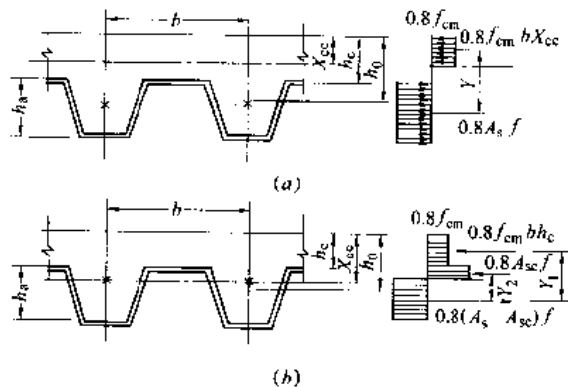 b
X_cc
h_c
h_0
h_a
0.8 f_cm
0.8 f_cm b X_cc
Y
0.8 A_s f
(a)
b
h_c
X_cc
h_0
h_a
0.8 f_cm
0.8 f_cm b h_c
0.8 A_sc f
Y_2
Y_1
0.8(A_s A_sc) f
(b)